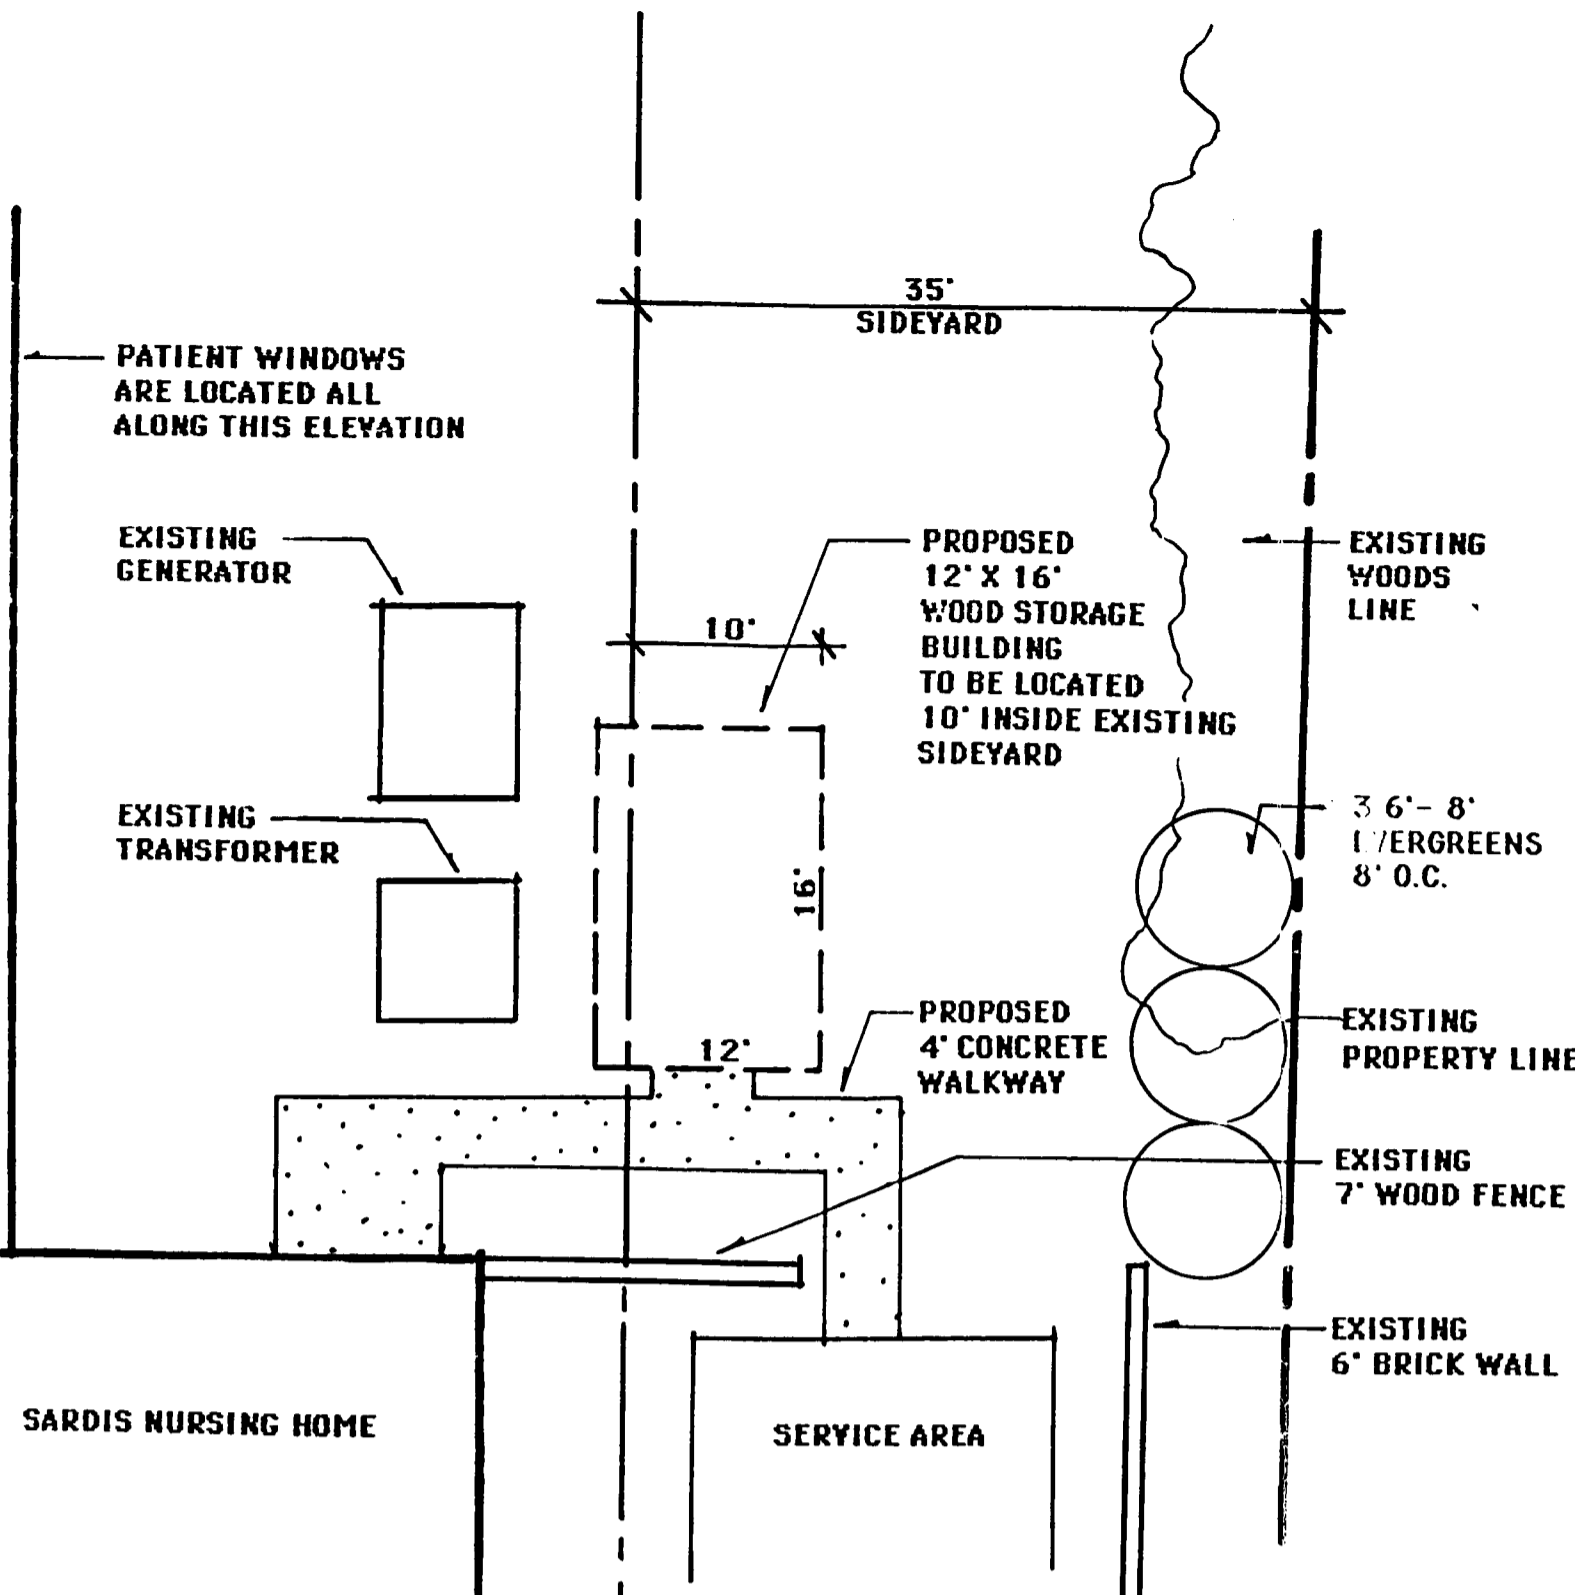 35'
SIDEYARD
PATIENT WINDOWS
ARE LOCATED ALL
ALONG THIS ELEVATION
EXISTING
GENERATOR
10'
PROPOSED
12' X 16'
WOOD STORAGE
BUILDING
TO BE LOCATED
10' INSIDE EXISTING
SIDEYARD
EXISTING
WOODS
LINE
EXISTING
TRANSFORMER
16'
3 6'- 8'
EVERGREENS
8' O.C.
12'
PROPOSED
4' CONCRETE
WALKWAY
EXISTING
PROPERTY LINE
EXISTING
7' WOOD FENCE
EXISTING
6' BRICK WALL
SARDIS NURSING HOME
SERVICE AREA